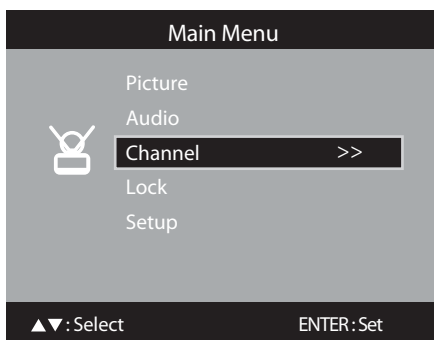 Main Menu
Picture
Audio
Channel >>
Lock
Setup
▲▼: Select ENTER: Set